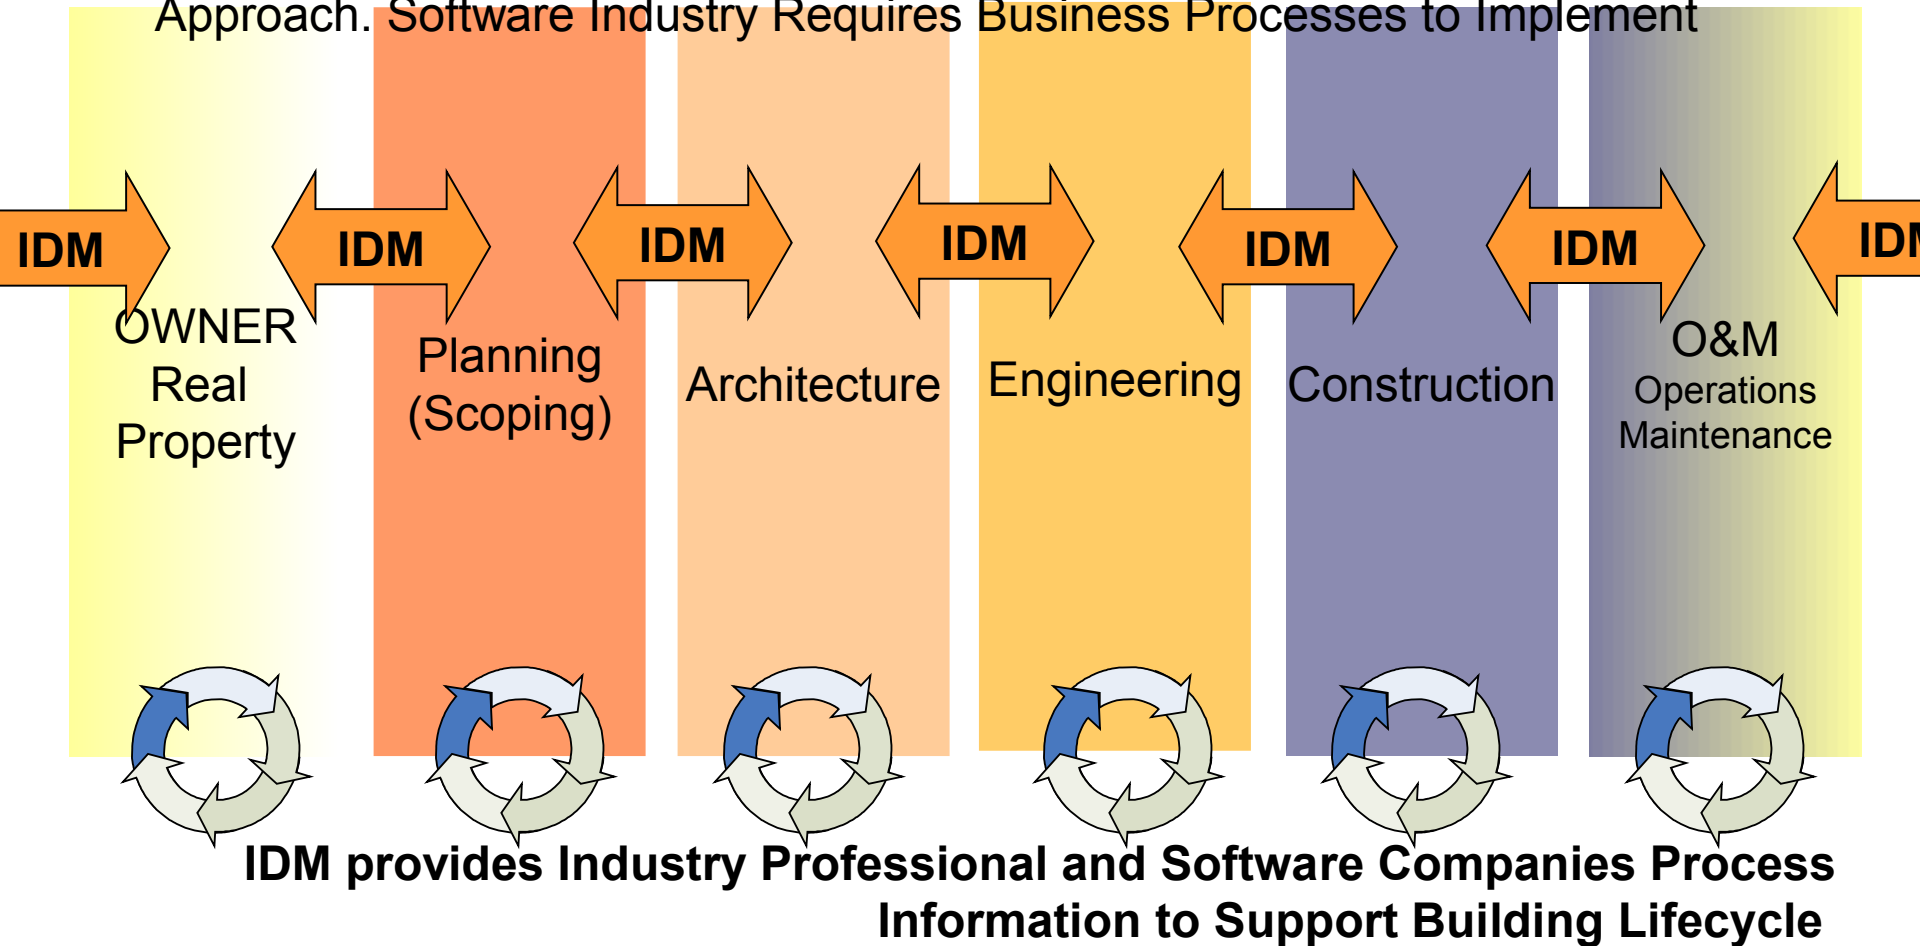 Approach. Software Industry Requires Business Processes to Implement
IDM
IDM
IDM
IDM
IDM
IDM
OWNER
Real
Property
Planning
(Scoping)
Architecture
Engineering
Construction
O&M
Operations
Maintenance
IDM provides Industry Professional and Software Companies Process
Information to Support Building Lifecycle